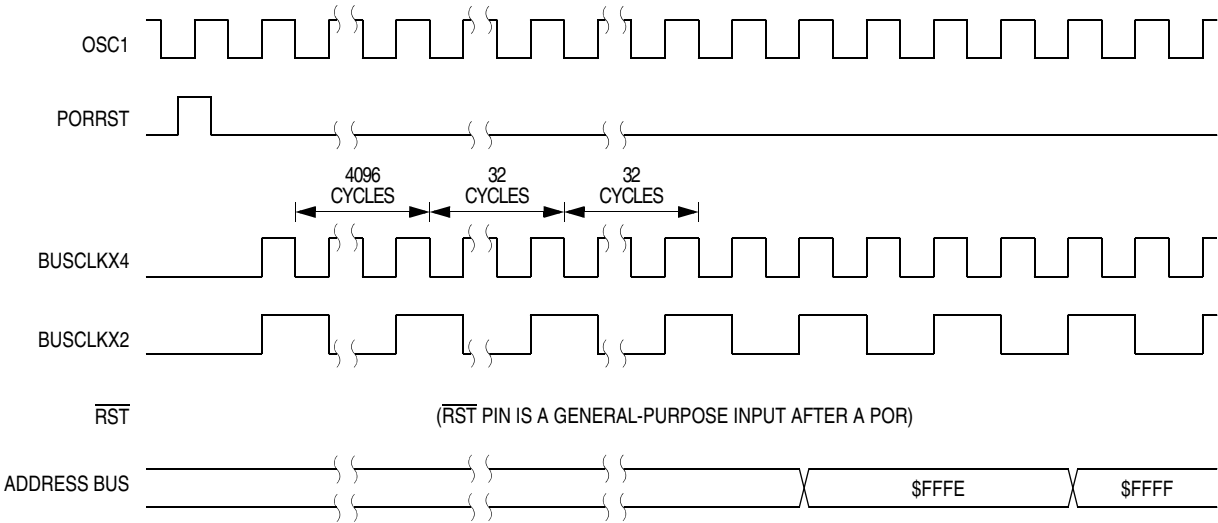 OSC1
PORRST
4096
CYCLES
32
CYCLES
32
CYCLES
BUSCLKX4
BUSCLKX2
RST
(RST PIN IS A GENERAL-PURPOSE INPUT AFTER A POR)
ADDRESS BUS
$FFFE
$FFFF